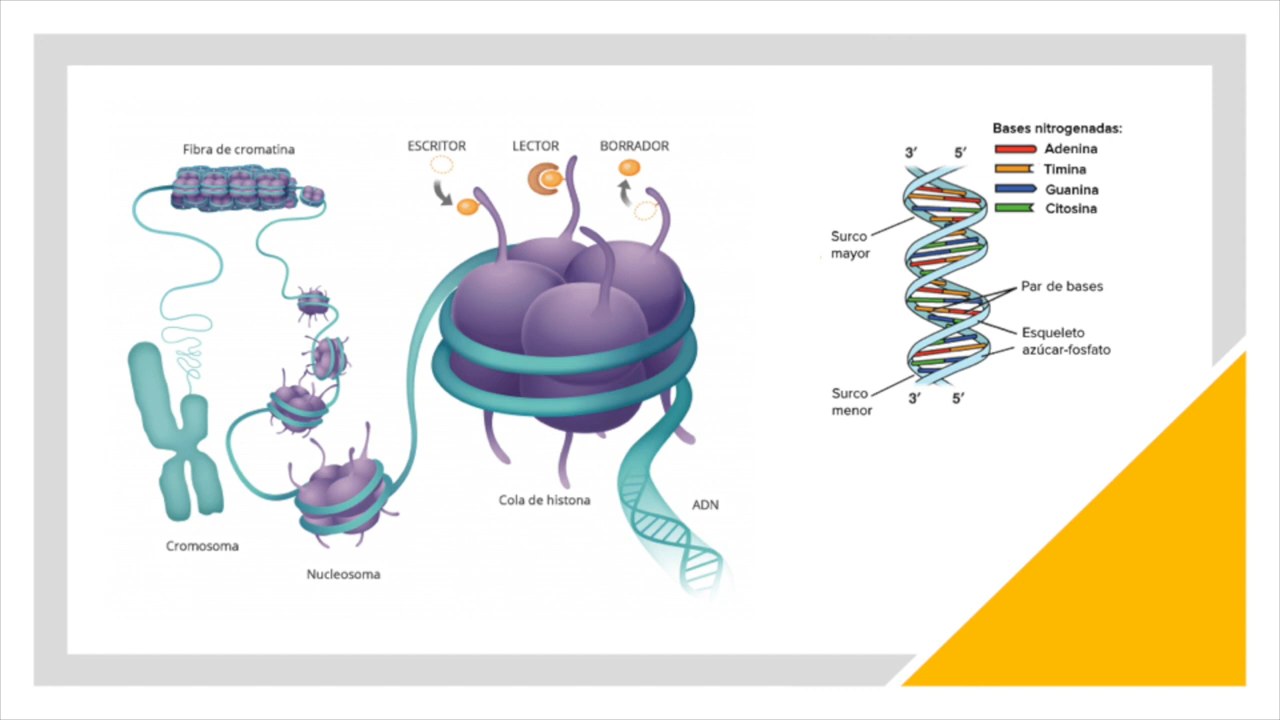 Fibra de cromatina
ESCRITOR
LECTOR
BORRADOR
Cromosoma
Nucleosoma
Cola de histona
ADN
Bases nitrogenadas:
Adenina
Timina
Guanina
Citosina
3′ 5′
Surco
mayor
Par de bases
Esqueleto
azúcar-fosfato
Surco
menor
3′ 5′